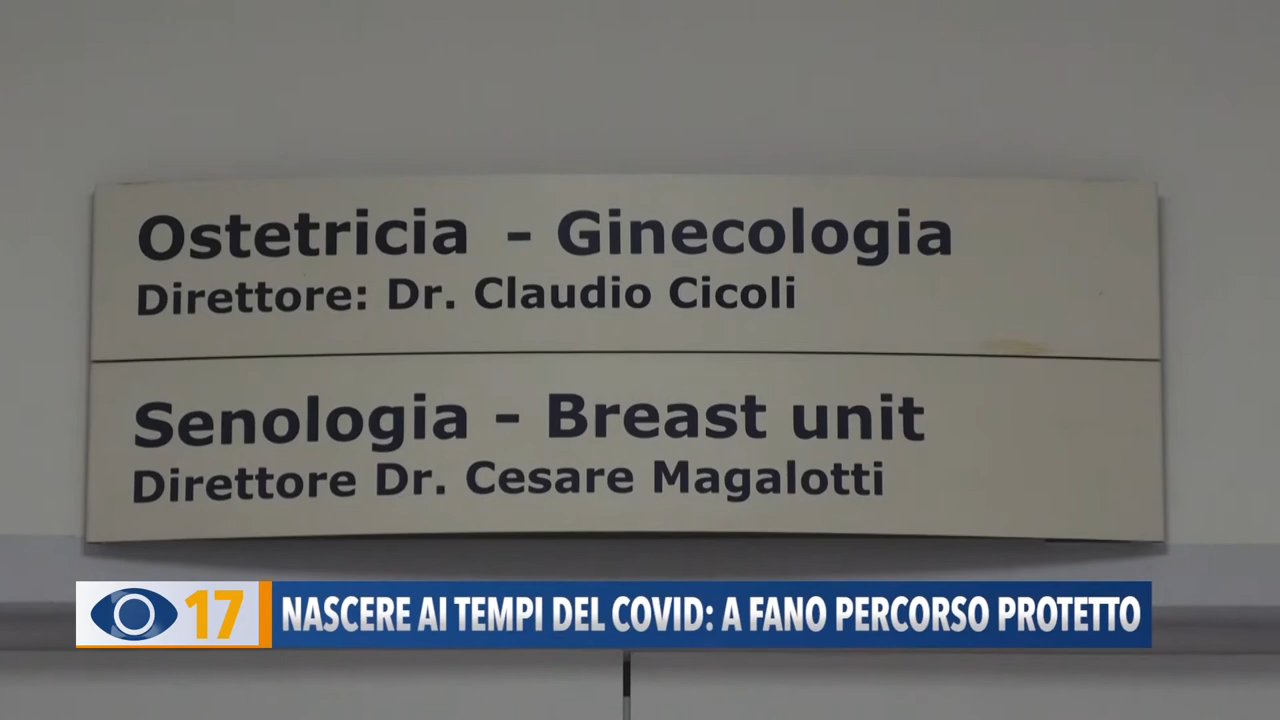 Ostetricia - Ginecologia
Direttore: Dr. Claudio Cicoli
Senologia - Breast unit
Direttore Dr. Cesare Magalotti
17 NASCERE AI TEMPI DEL COVID: A FANO PERCORSO PROTETTO